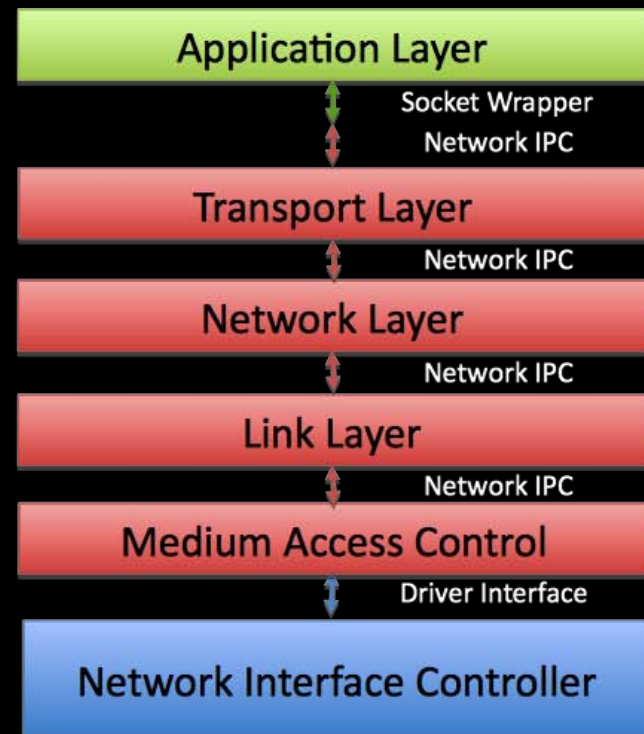 Application Layer
Socket Wrapper
Network IPC
Transport Layer
Network IPC
Network Layer
Network IPC
Link Layer
Network IPC
Medium Access Control
Driver Interface
Network Interface Controller